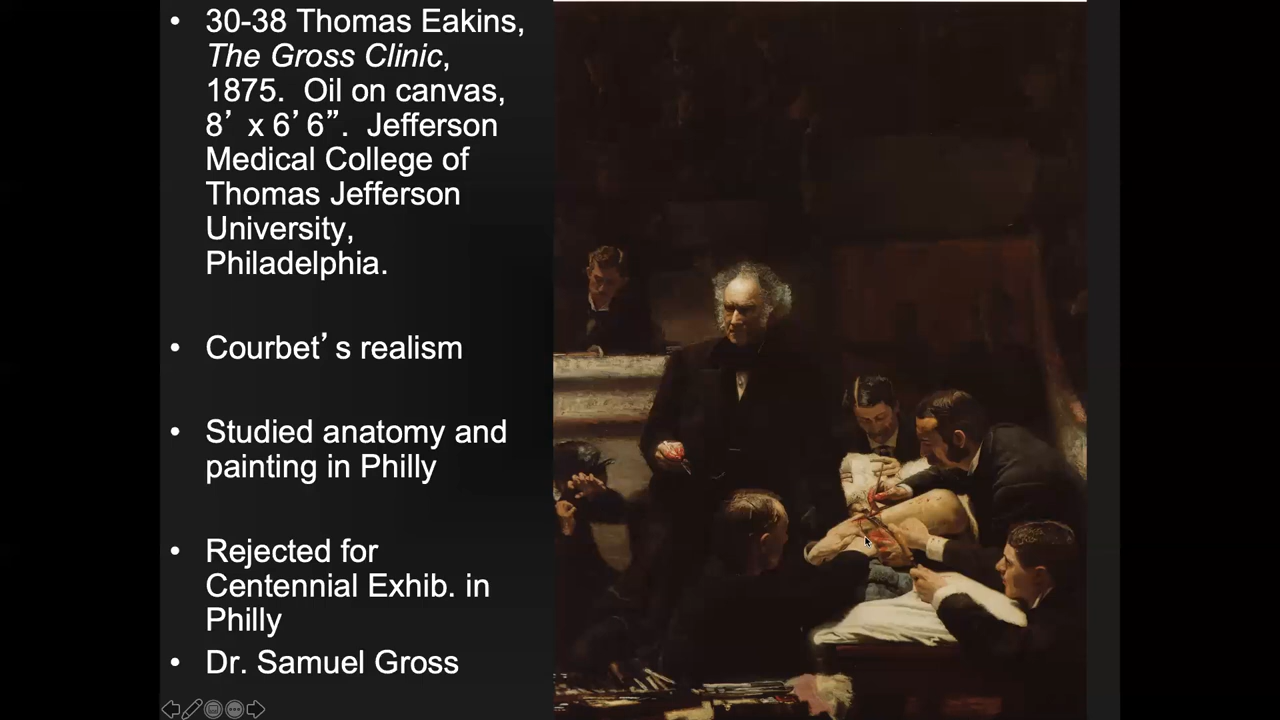 • 30-38 Thomas Eakins,
The Gross Clinic,
1875.  Oil on canvas,
8’ x 6’ 6”.  Jefferson
Medical College of
Thomas Jefferson
University,
Philadelphia.
• Courbet’s realism
• Studied anatomy and
painting in Philly
• Rejected for
Centennial Exhib. in
Philly
• Dr. Samuel Gross